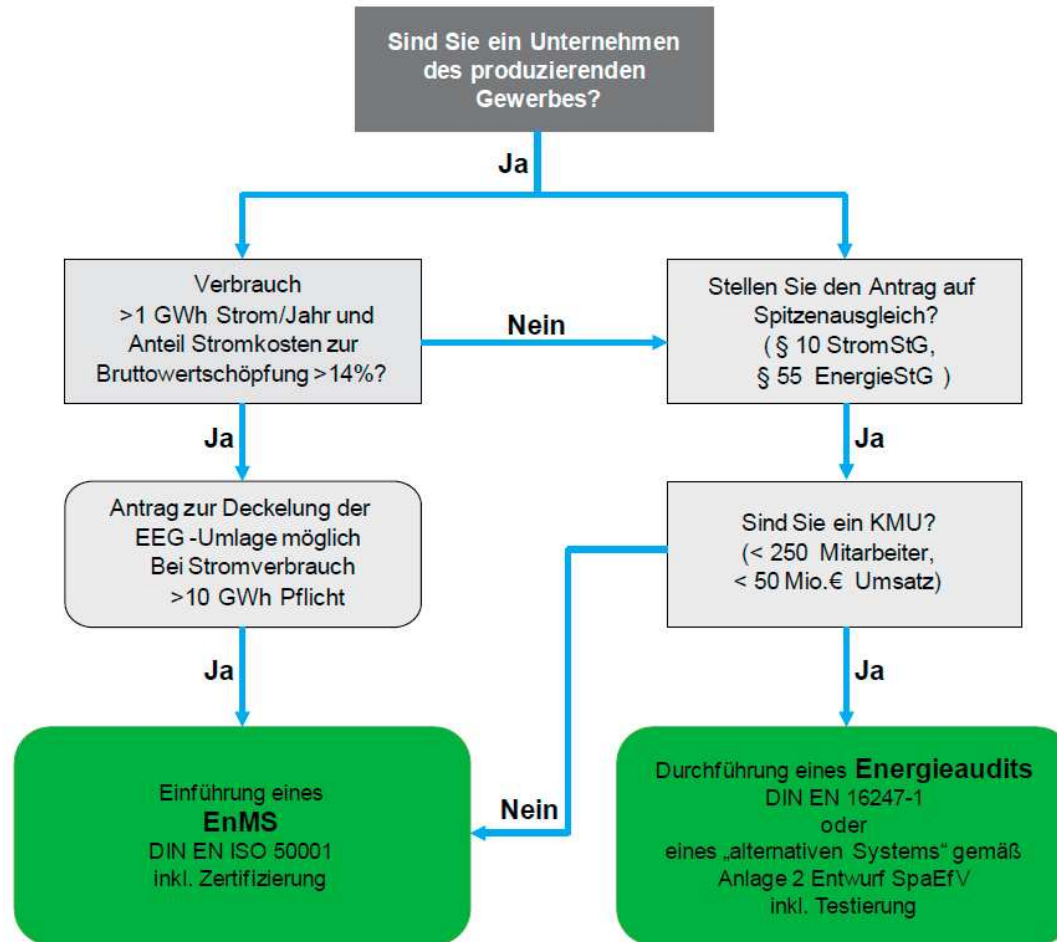 Sind Sie ein Unternehmen
des produzierenden
Gewerbes?
Ja
Verbrauch
>1 GWh Strom/Jahr und
Anteil Stromkosten zur
Bruttowertschöpfung >14%?
Nein
Stellen Sie den Antrag auf
Spitzenausgleich?
( § 10 StromStG,
§ 55 EnergieStG )
Ja
Ja
Antrag zur Deckelung der
EEG -Umlage möglich
Bei Stromverbrauch
>10 GWh Pflicht
Sind Sie ein KMU?
(< 250 Mitarbeiter,
< 50 Mio.€ Umsatz)
Ja
Ja
Einführung eines
EnMS
DIN EN ISO 50001
inkl. Zertifizierung
Nein
Durchführung eines Energieaudits
DIN EN 16247-1
oder
eines „alternativen Systems“ gemäß
Anlage 2 Entwurf SpaEfV
inkl. Testierung